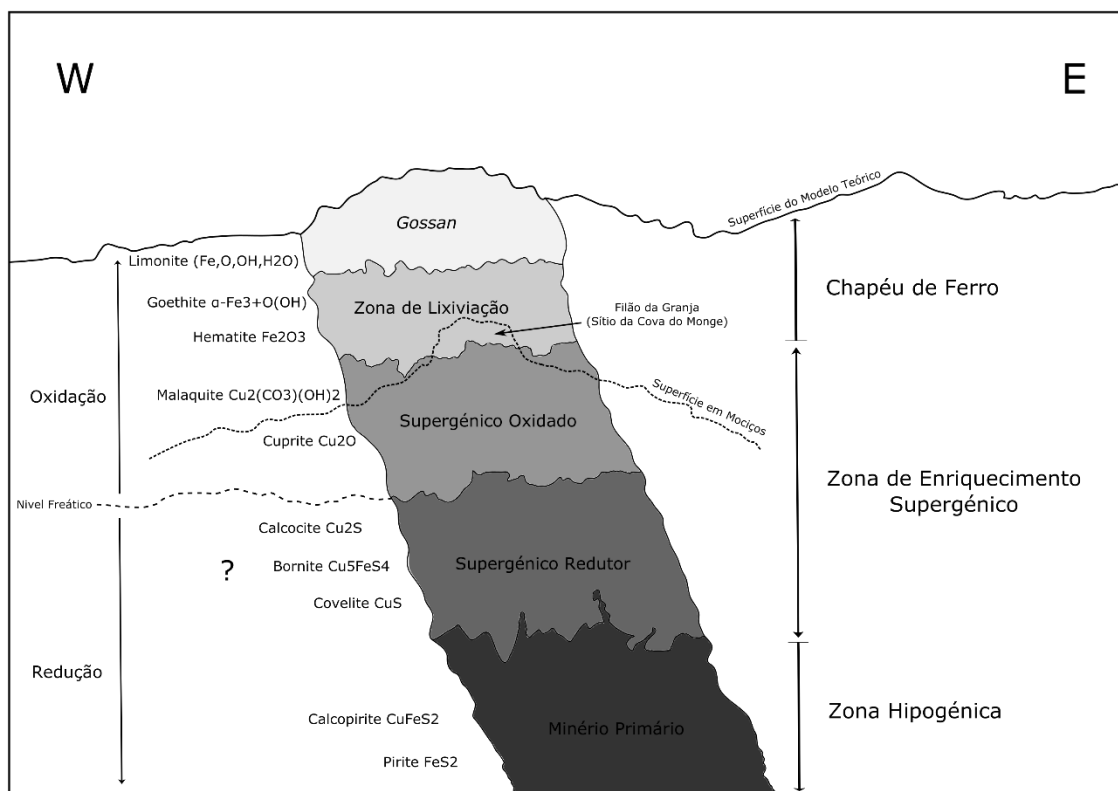 W
E
Superfície do Modelo Teórico
Gossan
Limonite (Fe,O,OH,H2O)
Goethite α-Fe3+O(OH)
Zona de Lixiviação
Filão da Granja
(Sítio da Cova do Monge)
Chapéu de Ferro
Hematite Fe2O3
Oxidação
Malaquite Cu2(CO3)(OH)2
Superfície em Mociços
Supergénico Oxidado
Cuprite Cu2O
Zona de Enriquecimento
Supergénico
Nivel Freático
Calcocite Cu2S
?
Bornite Cu5FeS4
Supergénico Redutor
Covelite CuS
Redução
Calcopirite CuFeS2
Minério Primário
Zona Hipogénica
Pirite FeS2